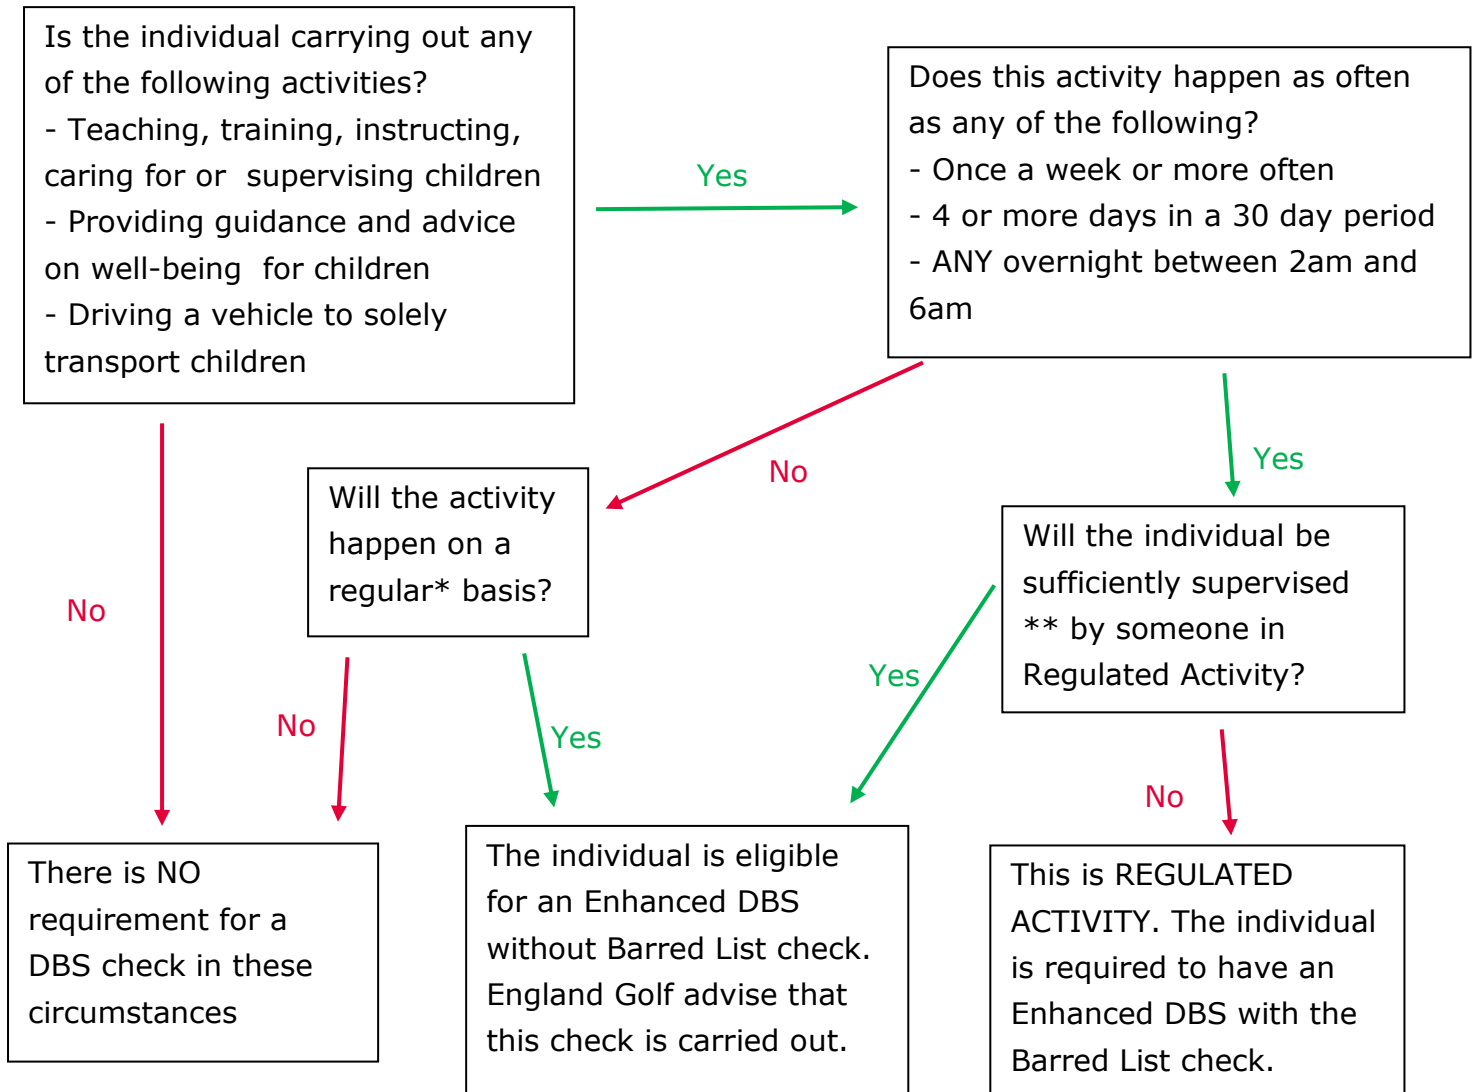 Is the individual carrying out any
of the following activities?
- Teaching, training, instructing,
caring for or  supervising children
- Providing guidance and advice
on well-being  for children
- Driving a vehicle to solely
transport children
Yes
Does this activity happen as often
as any of the following?
- Once a week or more often
- 4 or more days in a 30 day period
- ANY overnight between 2am and
6am
No
Yes
Will the activity
happen on a
regular* basis?
Will the individual be
sufficiently supervised
** by someone in
Regulated Activity?
No
No
Yes
Yes
No
There is NO
requirement for a
DBS check in these
circumstances
The individual is eligible
for an Enhanced DBS
without Barred List check.
England Golf advise that
this check is carried out.
This is REGULATED
ACTIVITY. The individual
is required to have an
Enhanced DBS with the
Barred List check.